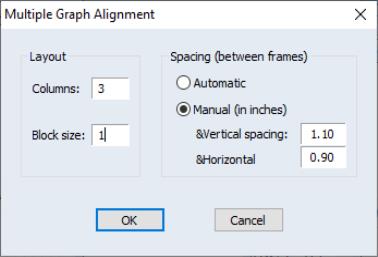 Multiple Graph Alignment
Layout
Columns: 3
Block size: 1
Spacing (between frames)
Automatic
Manual (in inches)
&Vertical spacing: 1.10
&Horizontal 0.90
OK Cancel